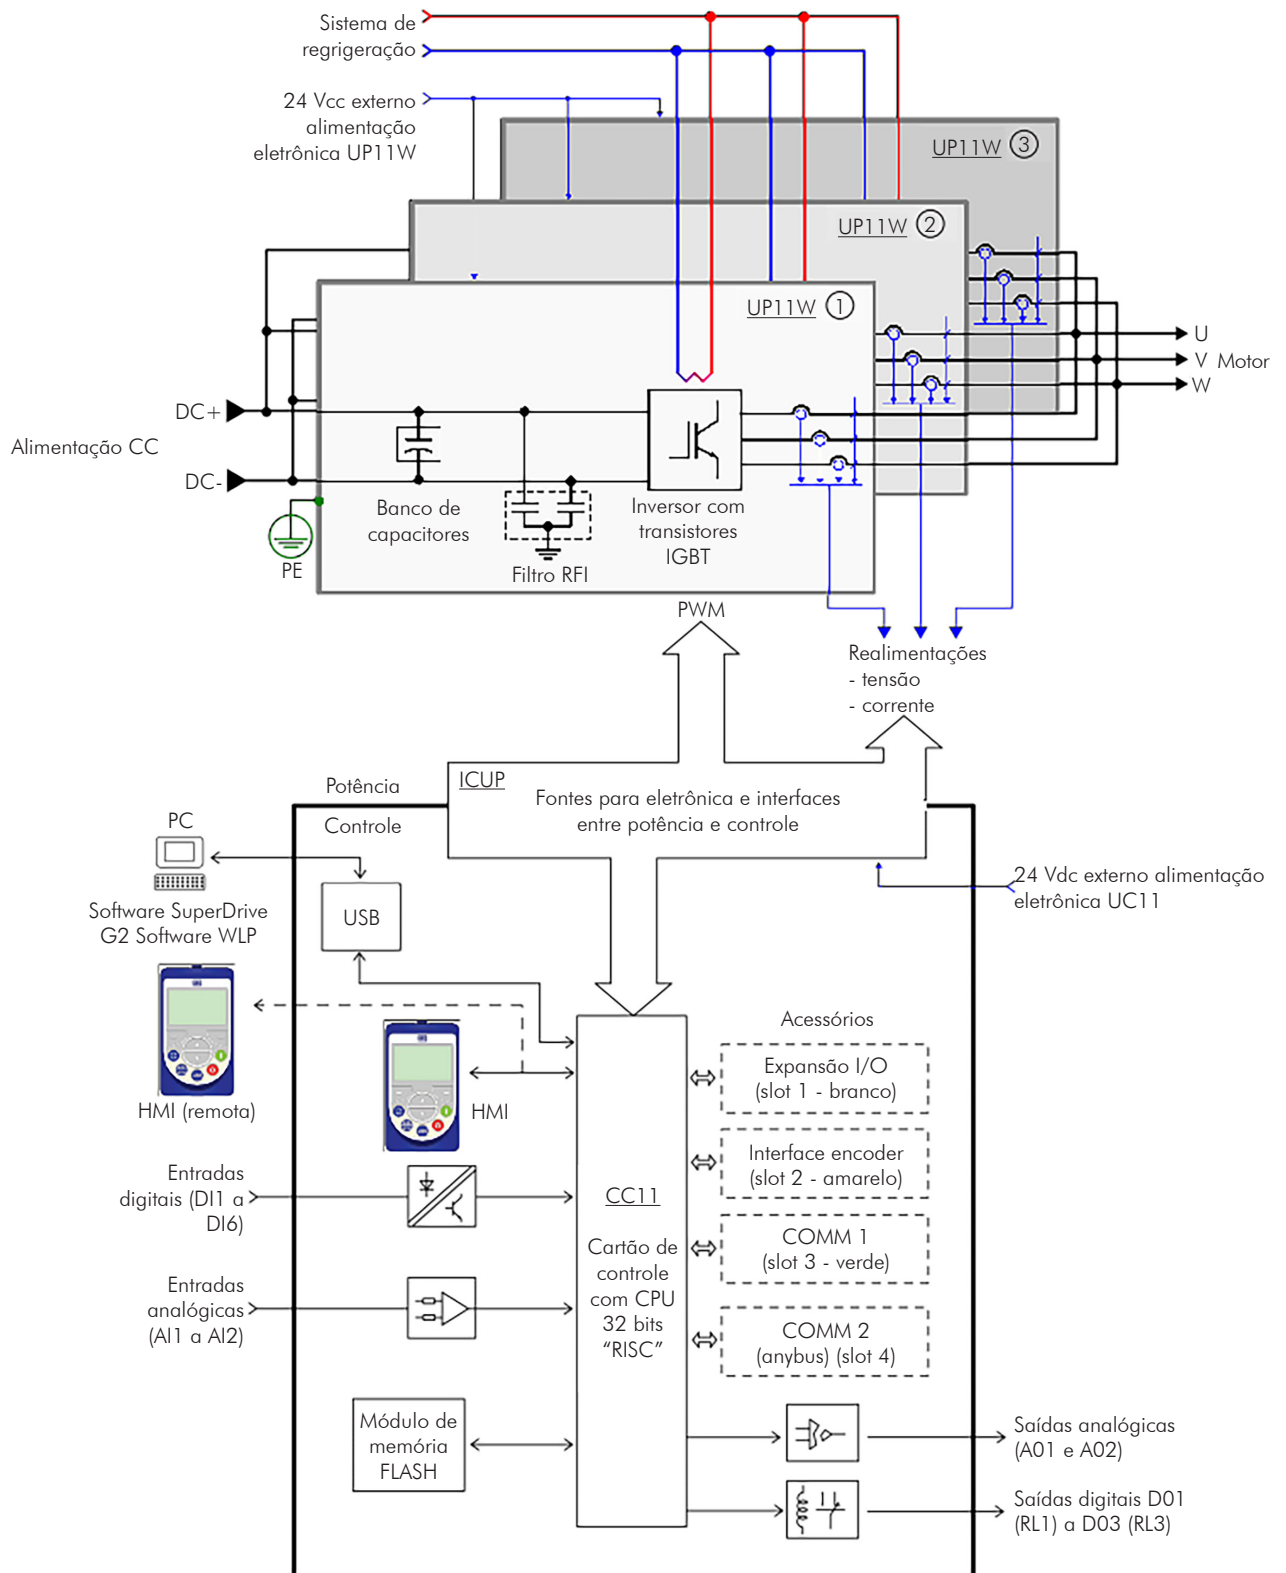 Sistema de
regrigeração
24 Vcc externo
alimentação
eletrônica UP11W
UP11W 3
UP11W 2
UP11W 1
U
V Motor
W
DC+
Alimentação CC
DC-
PE
Banco de
capacitores
Filtro RFI
Inversor com
transistores
IGBT
PWM
Realimentações
- tensão
- corrente
ICUP
Fontes para eletrônica e interfaces
entre potência e controle
Potência
Controle
PC
Software SuperDrive
G2 Software WLP
USB
24 Vdc externo alimentação
eletrônica UC11
HMI (remota)
HMI
Acessórios
Expansão I/O
(slot 1 - branco)
Interface encoder
(slot 2 - amarelo)
COMM 1
(slot 3 - verde)
COMM 2
(anybus) (slot 4)
CC11
Cartão de
controle
com CPU
32 bits
“RISC”
Entradas
digitais (DI1 a
DI6)
Entradas
analógicas
(AI1 a AI2)
Módulo de
memória
FLASH
Saídas analógicas
(A01 e A02)
Saídas digitais D01
(RL1) a D03 (RL3)